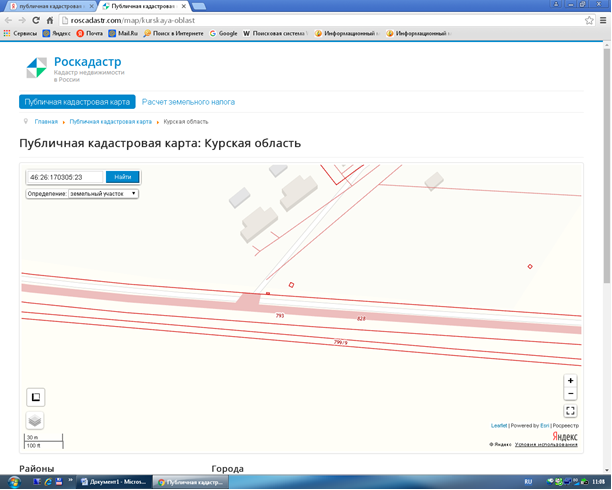 публичная кадастровая
Публичная кадастровая
roscadastr.com/map/kurskaya-oblast
Сервисы Яндекс Почта Mail.Ru Поиск в Интернете Google Поисковая система Информационный Информационный
Роскадастр
Кадастр недвижимости
в России
Публичная кадастровая карта Расчет земельного налога
Главная Публичная кадастровая карта Курская область
Публичная кадастровая карта: Курская область
46:26:170305:23 Найти
Определение: земельный участок
793
823
799/9
+
−
30 m
100 ft
Leaflet | Powered by Esri | Росреестр
Яндекс
© Яндекс Условия использования
Районы Города
Документ1 - Micros... Публичная кадастр... RU 11:08